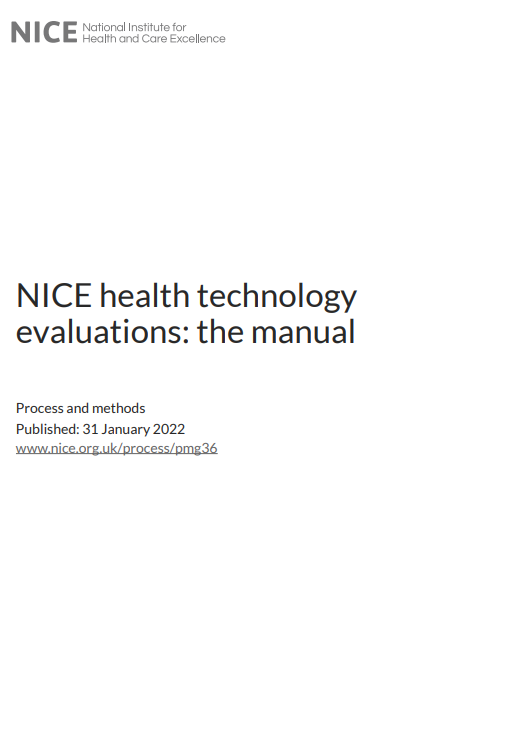 NICE National Institute for
Health and Care Excellence
NICE health technology
evaluations: the manual
Process and methods
Published: 31 January 2022
www.nice.org.uk/process/pmg36